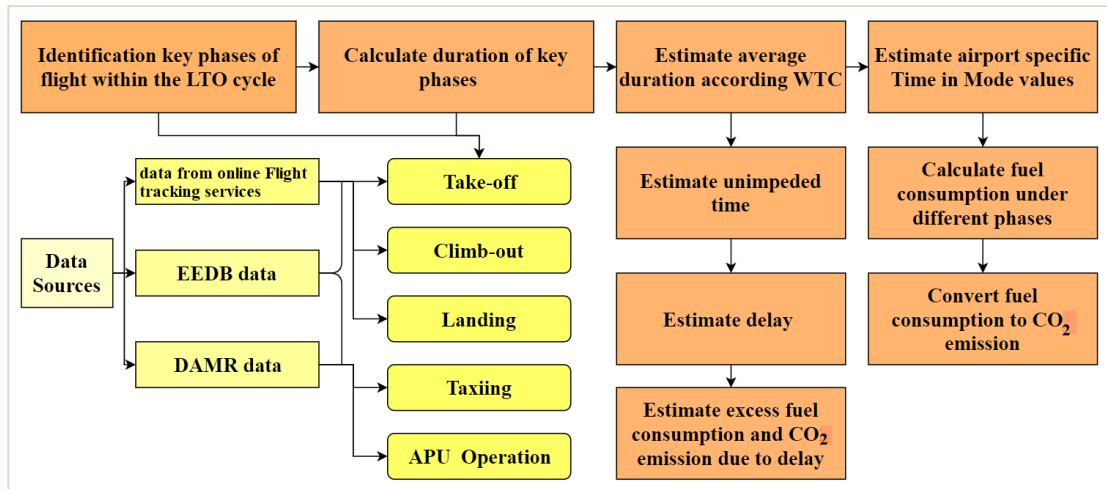 Identification key phases of
flight within the LTO cycle
Calculate duration of key
phases
Estimate average
duration according WTC
Estimate airport specific
Time in Mode values
data from online Flight
tracking services
Take-off
Estimate unimpeded
time
Calculate fuel
consumption under
different phases
Data
Sources
EEDB data
Climb-out
Landing
Estimate delay
Convert fuel
consumption to CO2
emission
DAMR data
Taxiing
Estimate excess fuel
consumption and CO2
emission due to delay
APU Operation